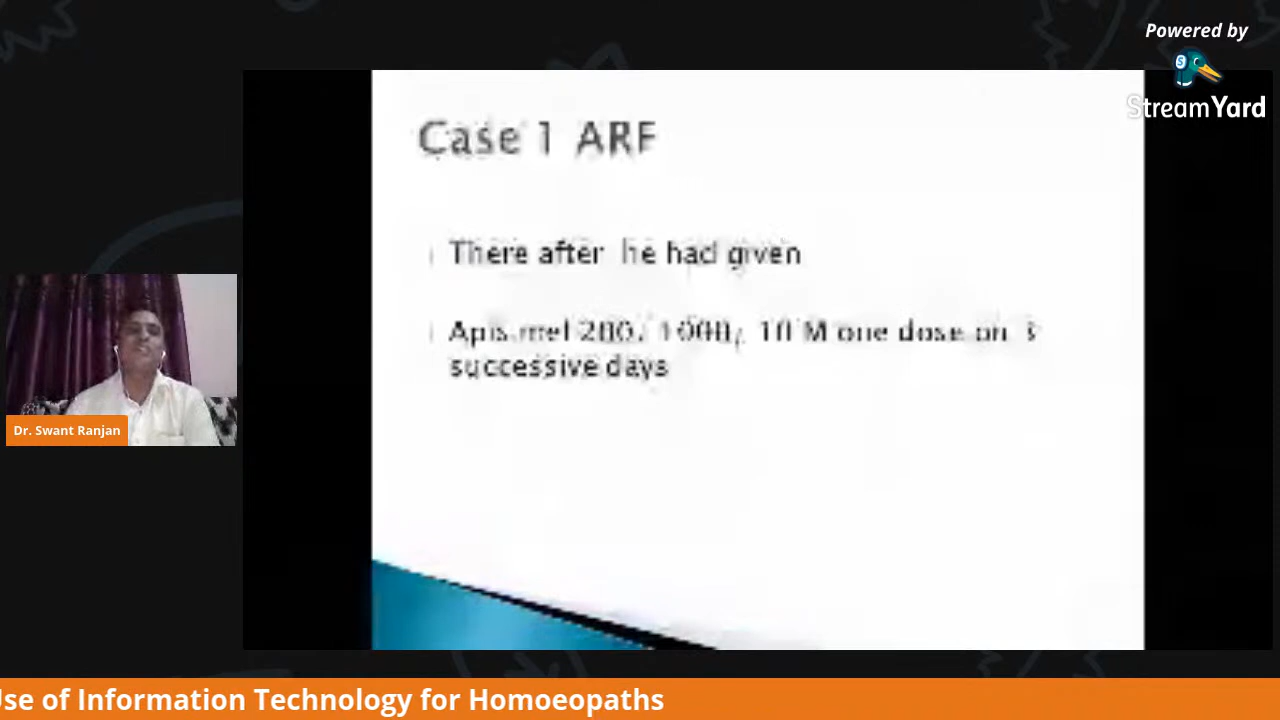 Powered by
StreamYard
Case 1 ARF
There after he had given
Apis mel 200, 1000, 10 M one dose on 3
successive days
Dr. Swant Ranjan
Use of Information Technology for Homoeopaths